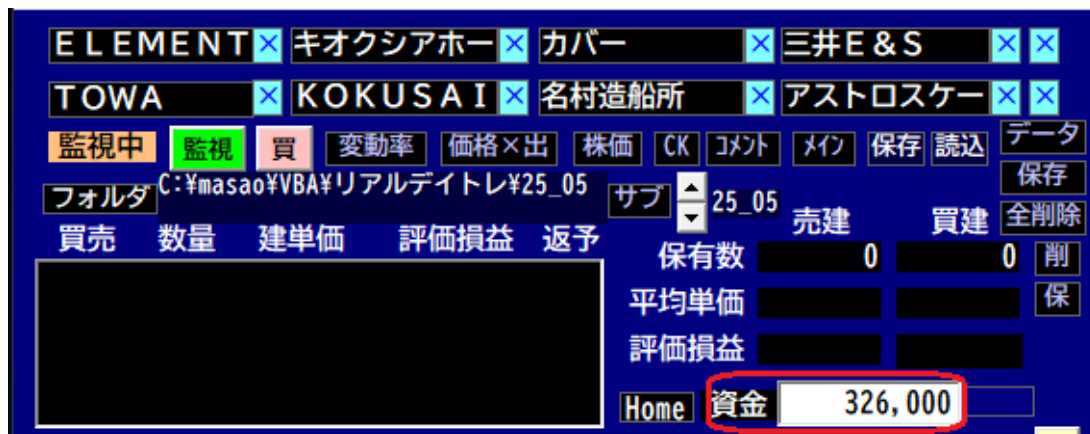 ＥＬＥＭＥＮＴ× キオクシアホー× カバー × 三井Ｅ＆Ｓ × ×
ＴＯＷＡ × ＫＯＫＵＳＡＩ× 名村造船所 × アストロスケー× ×
監視中 監視 買 変動率 価格×出 株価 CK コメント メイン 保存 読込 データ
保存
フォルダ C:¥masao¥VBA¥リアルデイトレ¥25_05 サブ 25_05
全削除
買売 数量 建単価 評価損益 返予 売建 買建
保有数 0 0 削
平均単価 保
評価損益
Home 資金 326,000